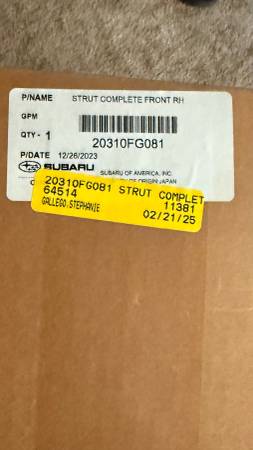 P/NAME STRUT COMPLETE FRONT RH
GPM
QTY - 1
20310FG081
P/DATE 12/26/2023
SUBARU SUBARU OF AMERICA, INC.
ORIGIN:JAPAN
20310FG081 STRUT COMPLET
64514 11381
GALLEGO.STEPHANIE 02/21/25